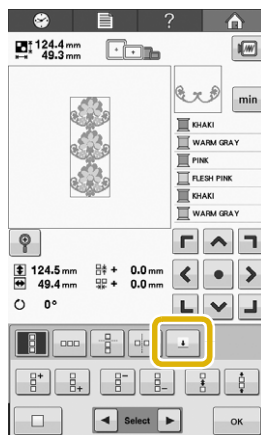 ?
124.4 mm
49.3 mm
min
KHAKI
WARM GRAY
PINK
FLESH PINK
KHAKI
WARM GRAY
124.5 mm + 0.0 mm
49.4 mm + 0.0 mm
0°
Select
OK